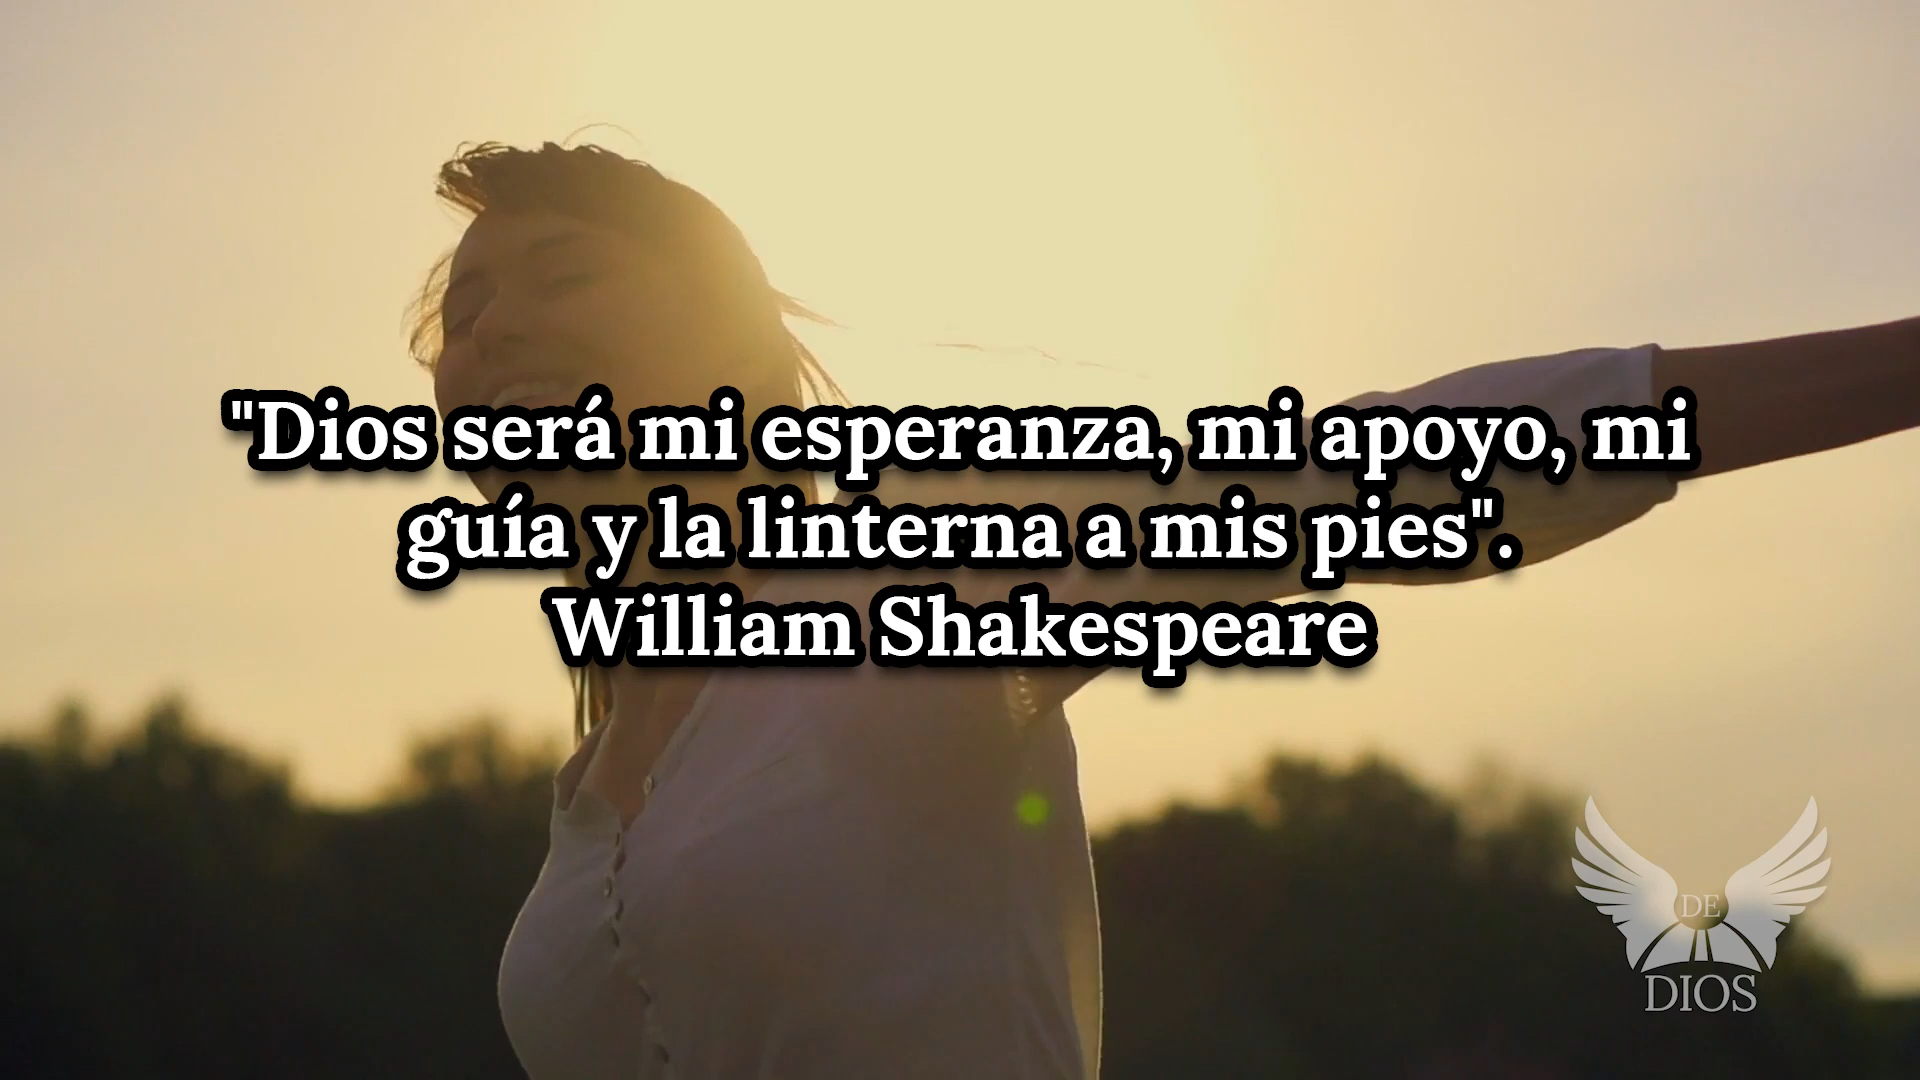 "Dios será mi esperanza, mi apoyo, mi
guía y la linterna a mis pies".
William Shakespeare
DE
DIOS